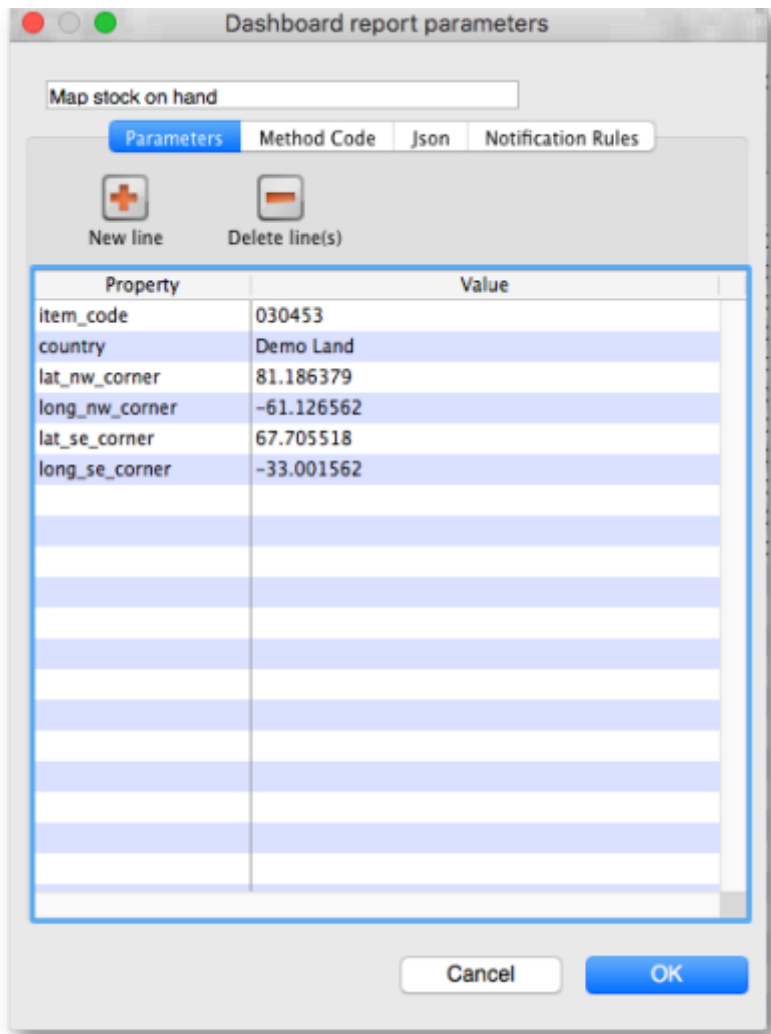 Dashboard report parameters
Map stock on hand
Parameters Method Code Json Notification Rules
New line Delete line(s)
Property Value
item_code 030453
country Demo Land
lat_nw_corner 81.186379
long_nw_corner -61.126562
lat_se_corner 67.705518
long_se_corner -33.001562
Cancel OK